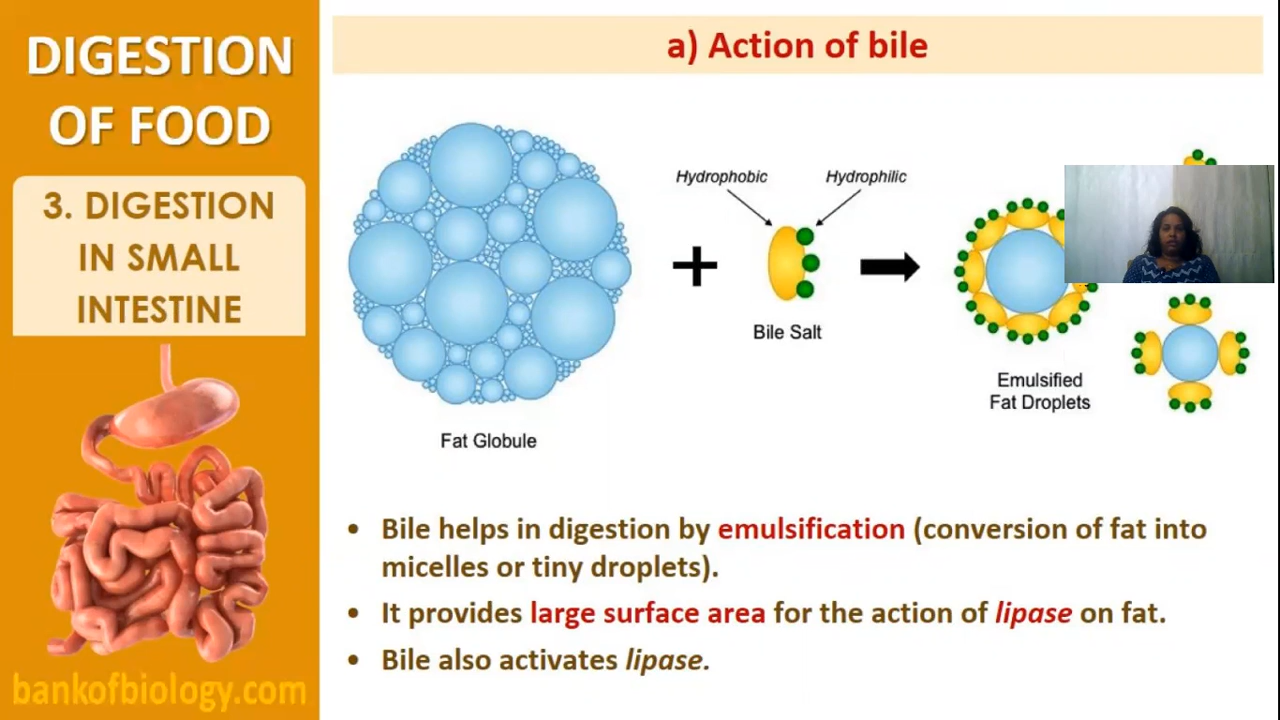 DIGESTION
OF FOOD
3. DIGESTION
IN SMALL
INTESTINE
bankofbiology.com
a) Action of bile
Hydrophobic
Hydrophilic
Bile Salt
Fat Globule
Emulsified
Fat Droplets
• Bile helps in digestion by emulsification (conversion of fat into
micelles or tiny droplets).
• It provides large surface area for the action of lipase on fat.
• Bile also activates lipase.